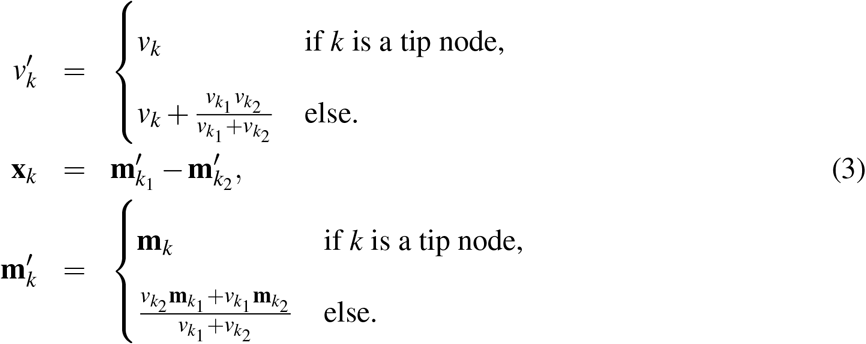 v′_k = { v_k if k is a tip node,
v_k + \frac{v_{k_1} v_{k_2}}{v_{k_1}+v_{k_2}} else.
𝐱_k = 𝐦′_{k_1} − 𝐦′_{k_2}, (3)
𝐦′_k = { 𝐦_k if k is a tip node,
\frac{v_{k_2}𝐦_{k_1}+v_{k_1}𝐦_{k_2}}{v_{k_1}+v_{k_2}} else.